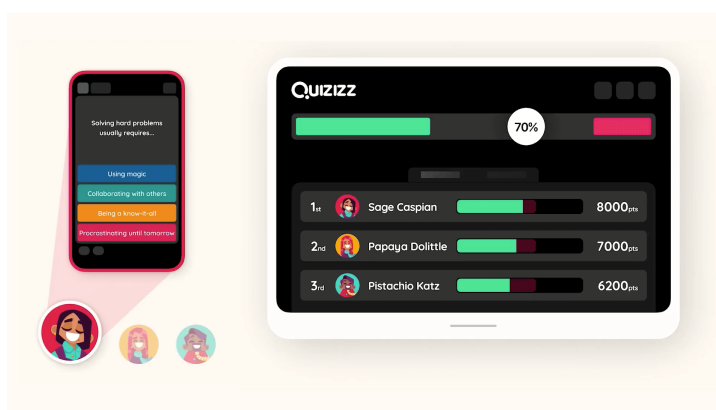 Solving hard problems
usually requires...
Using magic
Collaborating with others
Being a know-it-all
Procrastinating until tomorrow
Quizizz
70%
1st Sage Caspian 8000pts
2nd Papaya Dolittle 7000pts
3rd Pistachio Katz 6200pts